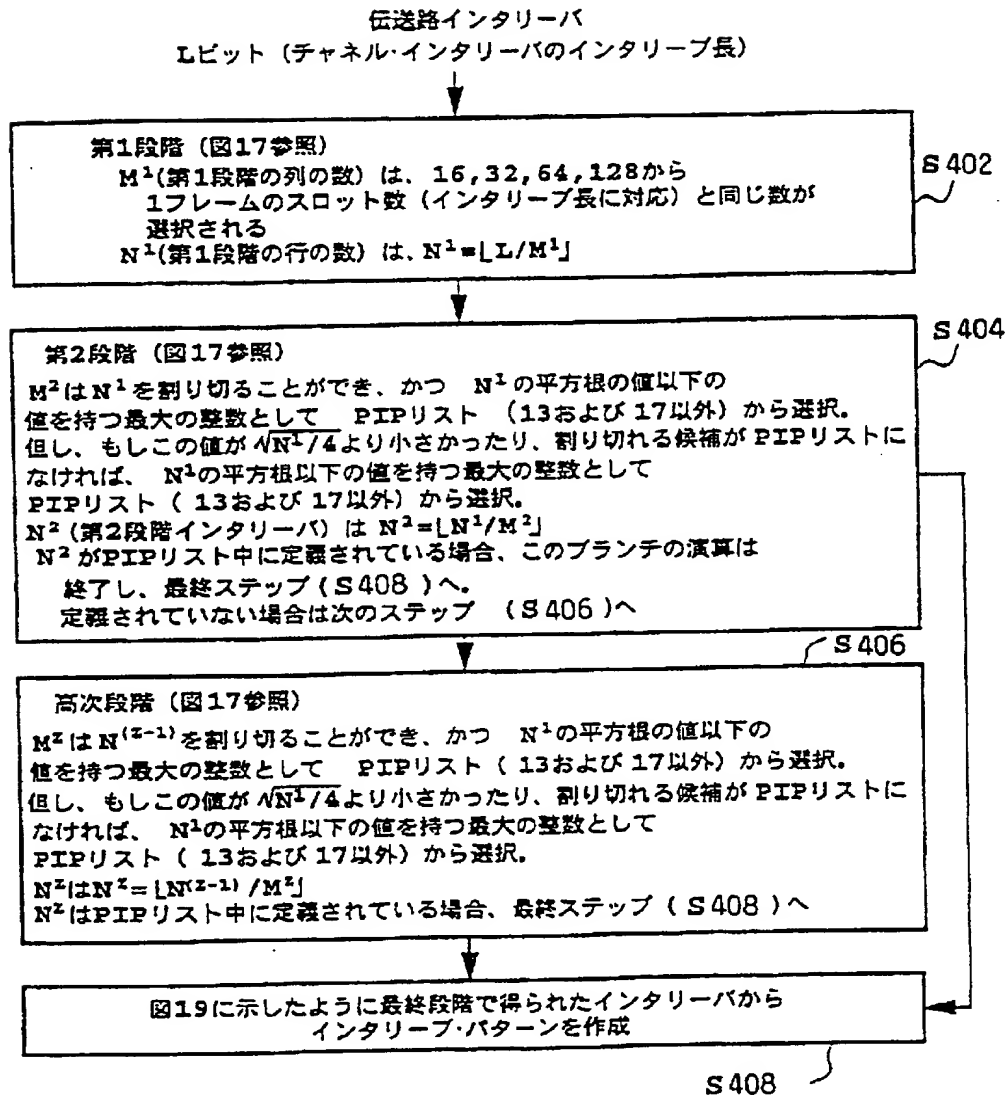 伝送路インタリーバ
Lビット（チャネル・インタリーバのインタリーブ長）
第1段階（図17参照）
M¹(第1段階の列の数) は、16,32,64,128から
1フレームのスロット数（インタリーブ長に対応）と同じ数が
選択される
N¹(第1段階の行の数) は、N¹=⌊L/M¹⌋
S402
第2段階（図17参照）
M²はN¹を割り切ることができ、かつ N¹の平方根の値以下の
値を持つ最大の整数として PIPリスト （13および17以外）から選択。
但し、もしこの値が√N¹/4より小さかったり、割り切れる候補がPIPリストに
なければ、 N¹の平方根以下の値を持つ最大の整数として
PIPリスト（ 13および17以外）から選択。
N²（第2段階インタリーバ）は N²=⌊N¹/M²⌋
N²がPIPリスト中に定義されている場合、このブランチの演算は
終了し、最終ステップ（S408）へ。
定義されていない場合は次のステップ （S406）へ
S404
S406
高次段階（図17参照）
MᶻはN⁽ᶻ⁻¹⁾を割り切ることができ、かつ N¹の平方根の値以下の
値を持つ最大の整数として PIPリスト（ 13および17以外）から選択。
但し、もしこの値が√N¹/4より小さかったり、割り切れる候補がPIPリストに
なければ、 N¹の平方根以下の値を持つ最大の整数として
PIPリスト（ 13および17以外）から選択。
NᶻはNᶻ=⌊N⁽ᶻ⁻¹⁾/Mᶻ⌋
NᶻはPIPリスト中に定義されている場合、最終ステップ（S408）へ
図19に示したように最終段階で得られたインタリーバから
インタリーブ・パターンを作成
S408